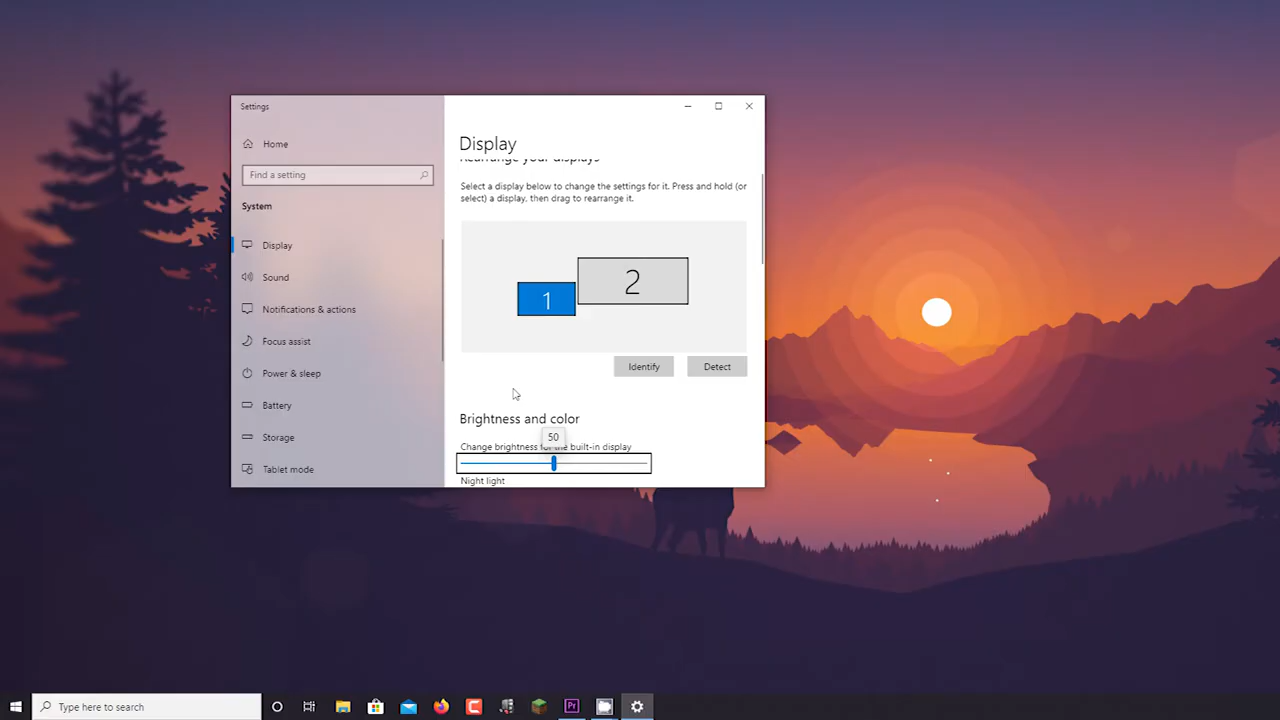 Settings
Home
Find a setting
System
Display
Sound
Notifications & actions
Focus assist
Power & sleep
Battery
Storage
Tablet mode
Display
Rearrange your displays
Select a display below to change the settings for it. Press and hold (or
select) a display, then drag to rearrange it.
1
2
Identify
Detect
Brightness and color
50
Change brightness for the built-in display
Night light
Type here to search
Pr